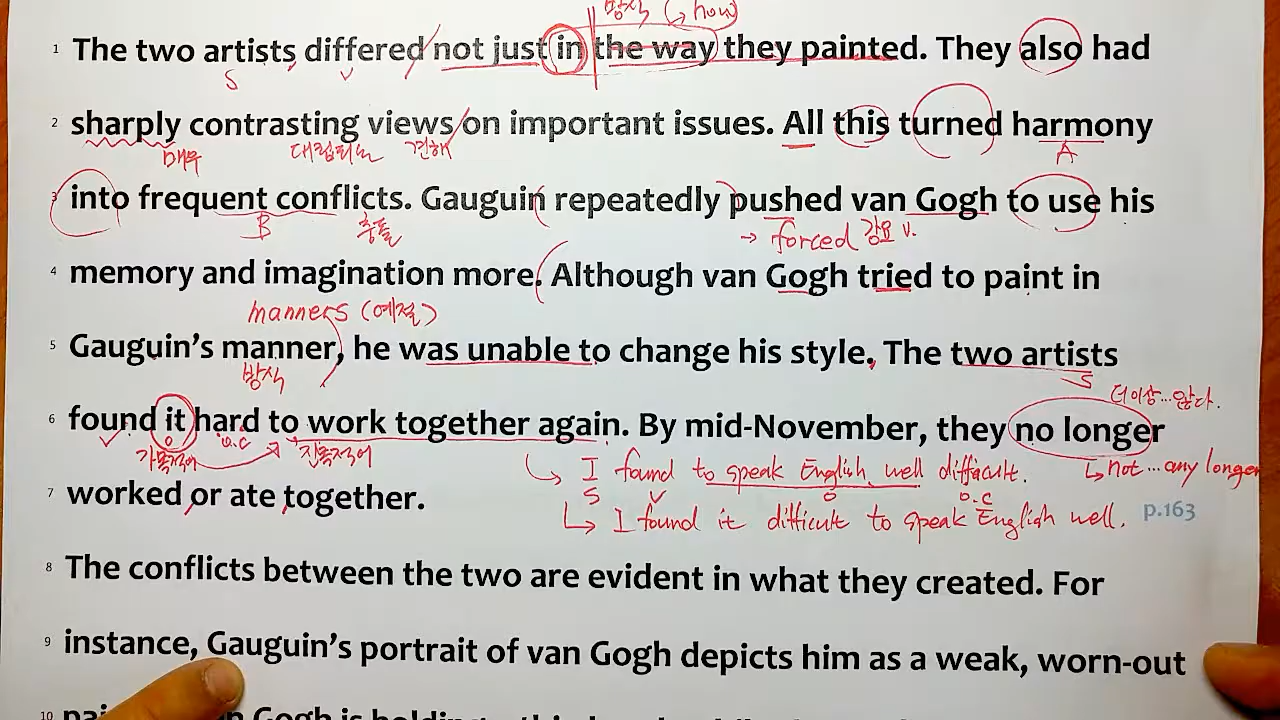 방식 (→ how)
1 The two artists differed not just in the way they painted. They also had
S v
2 sharply contrasting views on important issues. All this turned harmony
매우 대립되는 견해 A
3 into frequent conflicts. Gauguin repeatedly pushed van Gogh to use his
B 충돌 → forced 강요 v.
4 memory and imagination more. Although van Gogh tried to paint in
manners (예절)
5 Gauguin's manner, he was unable to change his style. The two artists
방식 S
더이상...않다.
6 found it hard to work together again. By mid-November, they no longer
v o o.c
가목적어 진목적어
I found to speak English well difficult. not ... any longer
S v o o.c
7 worked or ate together.
I found it difficult to speak English well. p.163
8 The conflicts between the two are evident in what they created. For
9 instance, Gauguin's portrait of van Gogh depicts him as a weak, worn-out
10 Gogh is holding